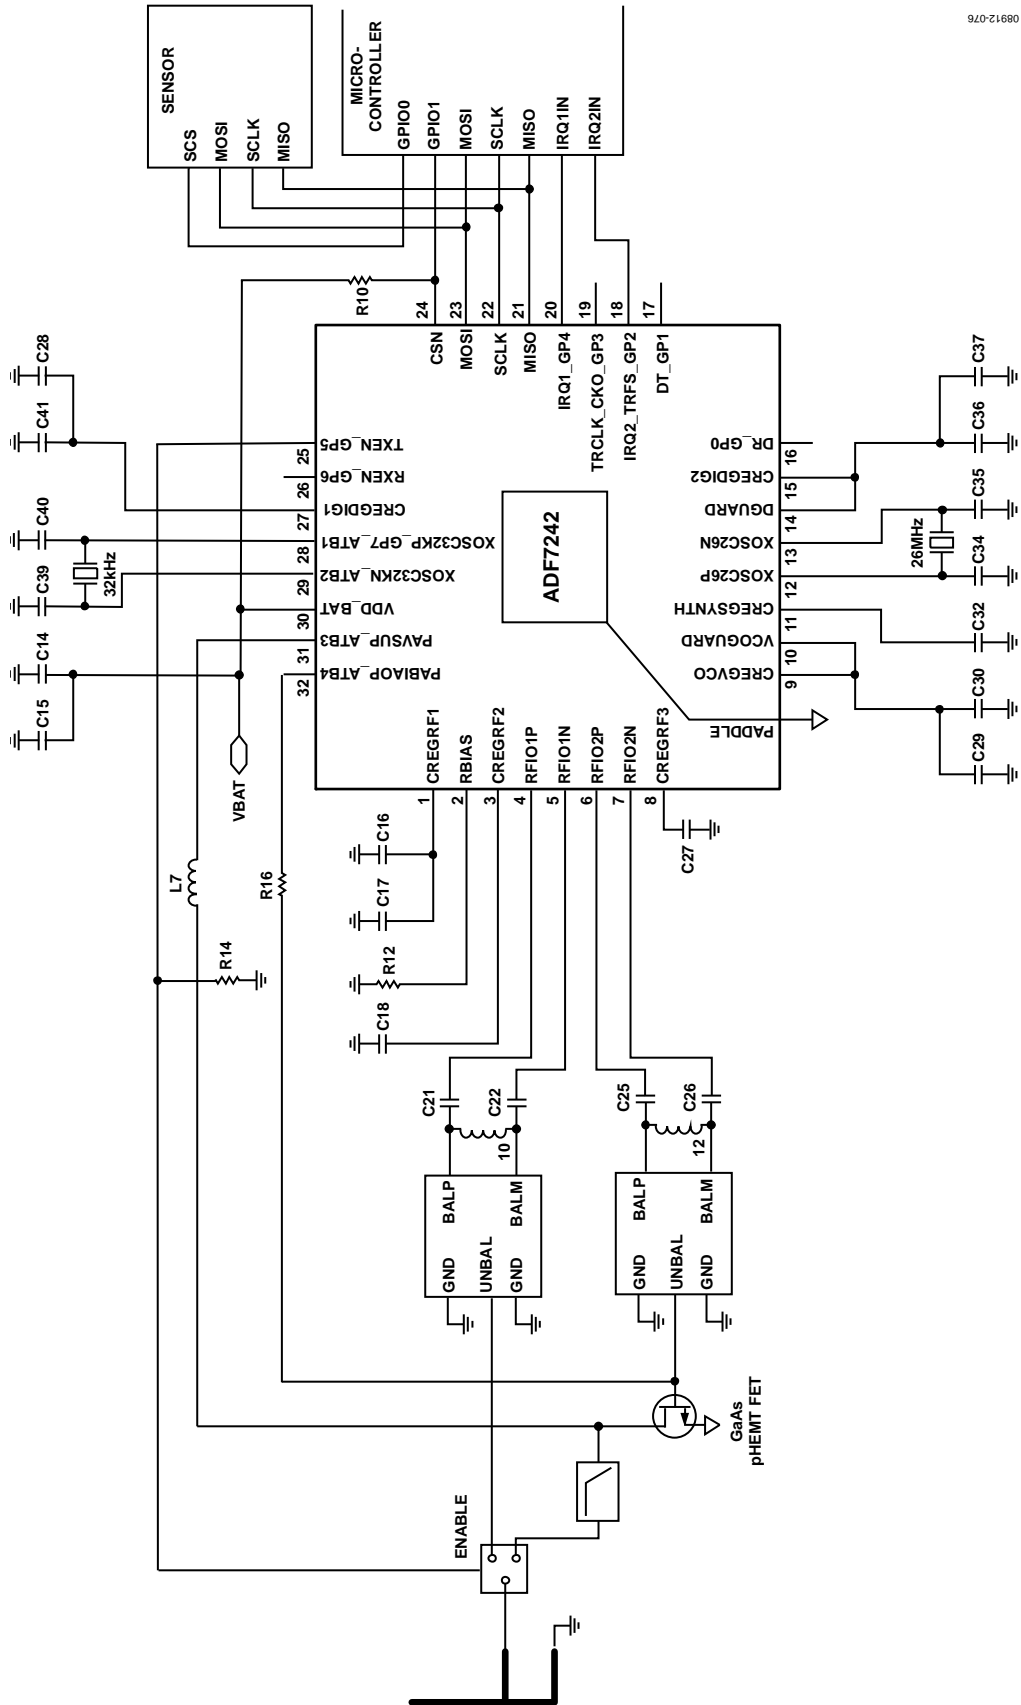 08912-076
SENSOR
SCS
MOSI
SCLK
MISO
MICRO-
CONTROLLER
GPIO0
GPIO1
MOSI
SCLK
MISO
IRQ1IN
IRQ2IN
R10
24
23
22
21
20
19
18
17
CSN
MOSI
SCLK
MISO
IRQ1_GP4
TRCLK_CKO_GP3
IRQ2_TRFS_GP2
DT_GP1
C28
C41
C40
32kHz
C39
C14
C15
VBAT
25
26
27
28
29
30
31
32
TXEN_GP5
RXEN_GP6
CREGDIG1
XOSC32KP_GP7_ATB1
XOSC32KN_ATB2
VDD_BAT
PAVSUP_ATB3
PABIAOP_ATB4
ADF7242
DR_GP0
CREGDIG2
DGUARD
XOSC26N
XOSC26P
CREGSYNTH
VCOGUARD
CREGVCO
PADDLE
16
15
14
13
12
11
10
9
C37
C36
C35
26MHz
C34
C32
C30
C29
CREGRF1
RBIAS
CREGRF2
RFIO1P
RFIO1N
RFIO2P
RFIO2N
CREGRF3
1
2
3
4
5
6
7
8
L7
R16
R14
C16
C17
R12
C18
C27
C21
C22
C25
C26
10
12
BALP
BALM
GND
UNBAL
GND
BALP
BALM
GND
UNBAL
GND
GaAs
pHEMT FET
ENABLE